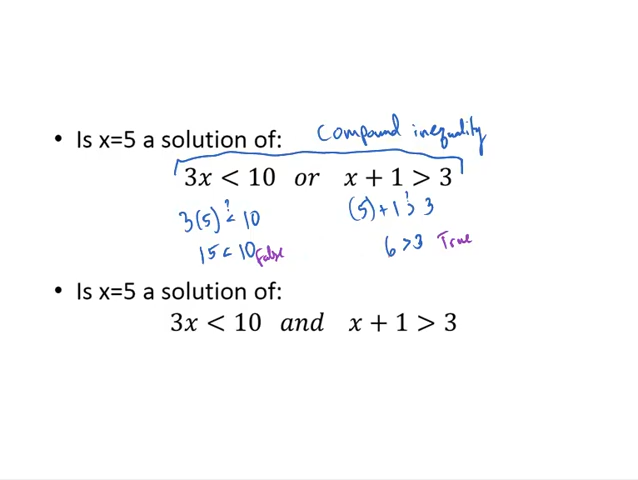 • Is x=5 a solution of: Compound inequality
3x < 10 or x + 1 > 3
3(5) ?< 10 (5)+1 ?> 3
15 < 10 False 6 > 3 True
• Is x=5 a solution of:
3x < 10 and x + 1 > 3